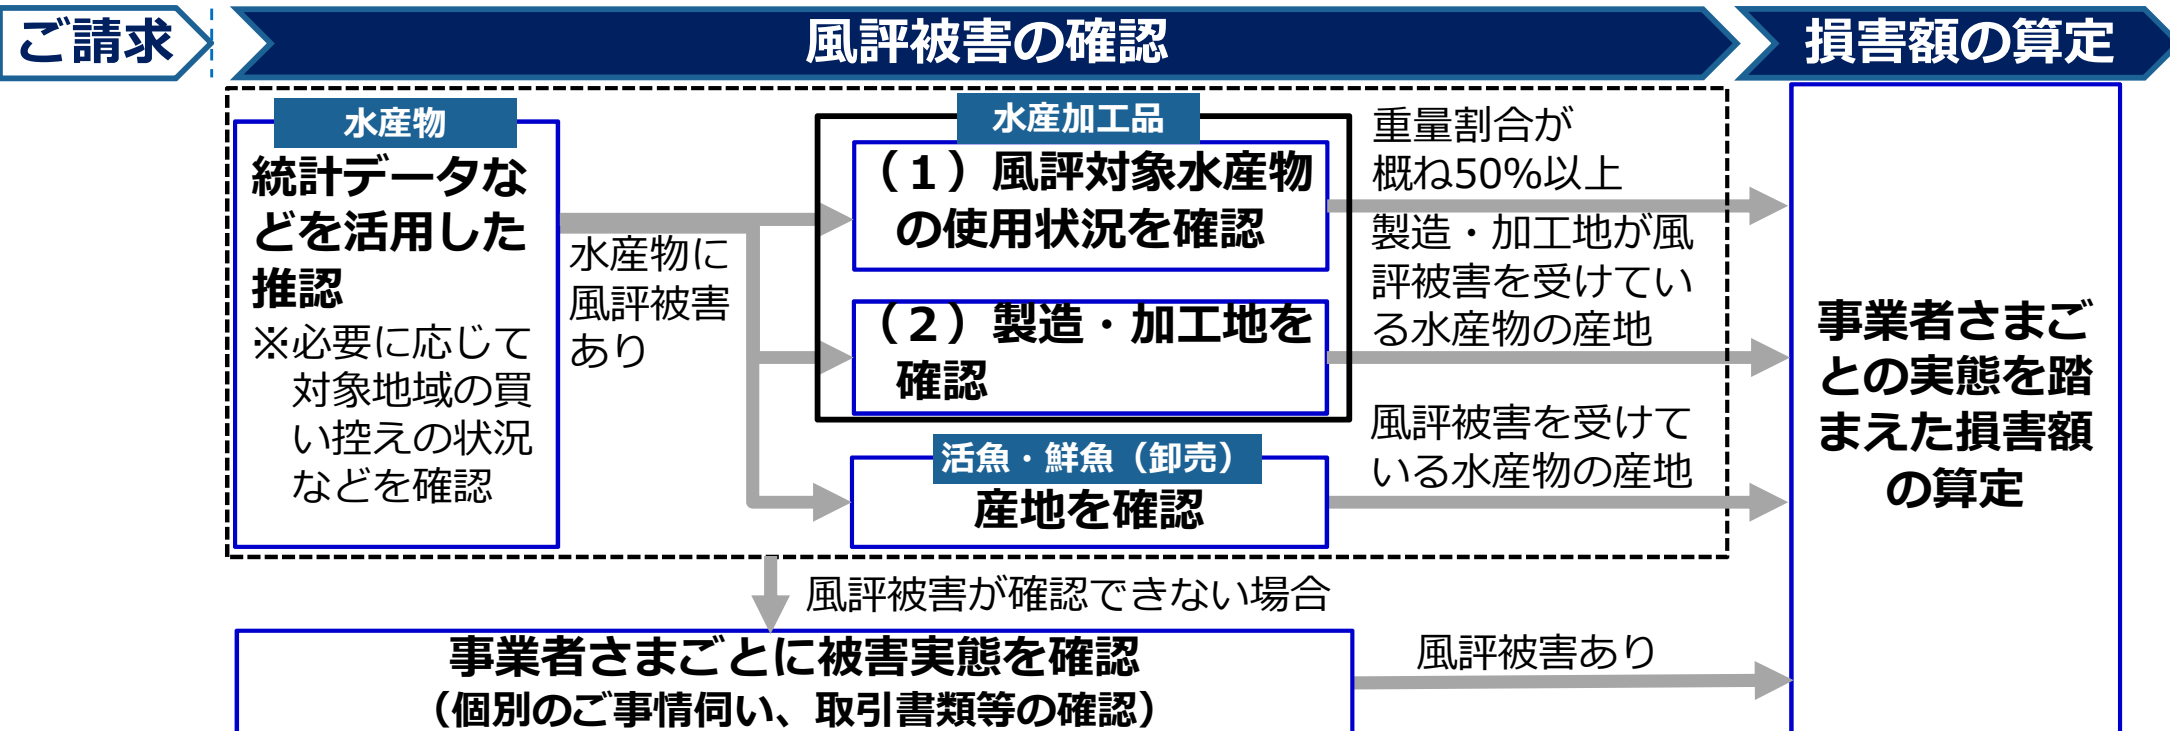 ご請求
風評被害の確認
損害額の算定
水産物
統計データな
どを活用した
推認
※必要に応じて
対象地域の買
い控えの状況
などを確認
水産物に
風評被害
あり
水産加工品
（１）風評対象水産物
の使用状況を確認
（２）製造・加工地を
確認
活魚・鮮魚（卸売）
産地を確認
重量割合が
概ね50%以上
製造・加工地が風
評被害を受けてい
る水産物の産地
風評被害を受けて
いる水産物の産地
事業者さまご
との実態を踏
まえた損害額
の算定
風評被害が確認できない場合
事業者さまごとに被害実態を確認
（個別のご事情伺い、取引書類等の確認）
風評被害あり